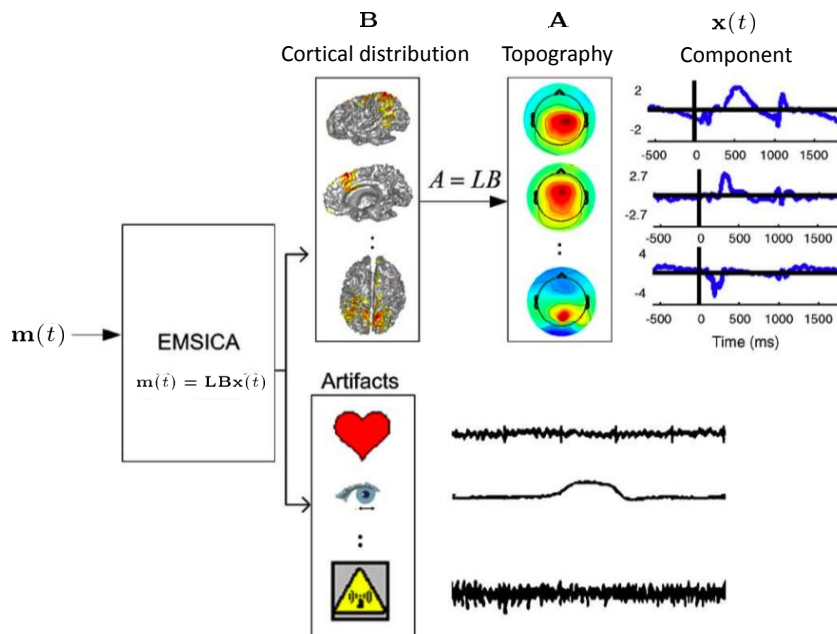 B
A
x(t)
Cortical distribution
Topography
Component
2
-2
-500 0 500 1000 1500
A = LB
2.7
-2.7
-500 0 500 1000 1500
4
-4
-500 0 500 1000 1500
Time (ms)
m(t)
EMSICA
m(t) = LBx(t)
Artifacts